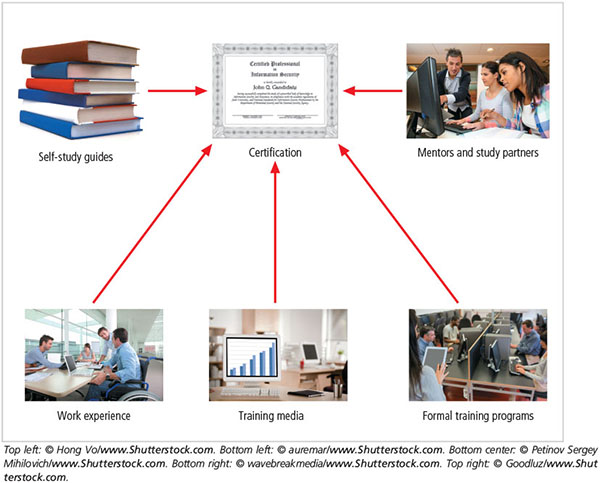 Certified Professional
in
Information Security
John Q. Candidate
Self-study guides
Certification
Mentors and study partners
Work experience
Training media
Formal training programs
Top left: © Hong Vo/www.Shutterstock.com. Bottom left: © auremar/www.Shutterstock.com. Bottom center: © Petinov Sergey
Mihilovich/www.Shutterstock.com. Bottom right: © wavebreakmedia/www.Shutterstock.com. Top right: © Goodluz/www.Shut
terstock.com.